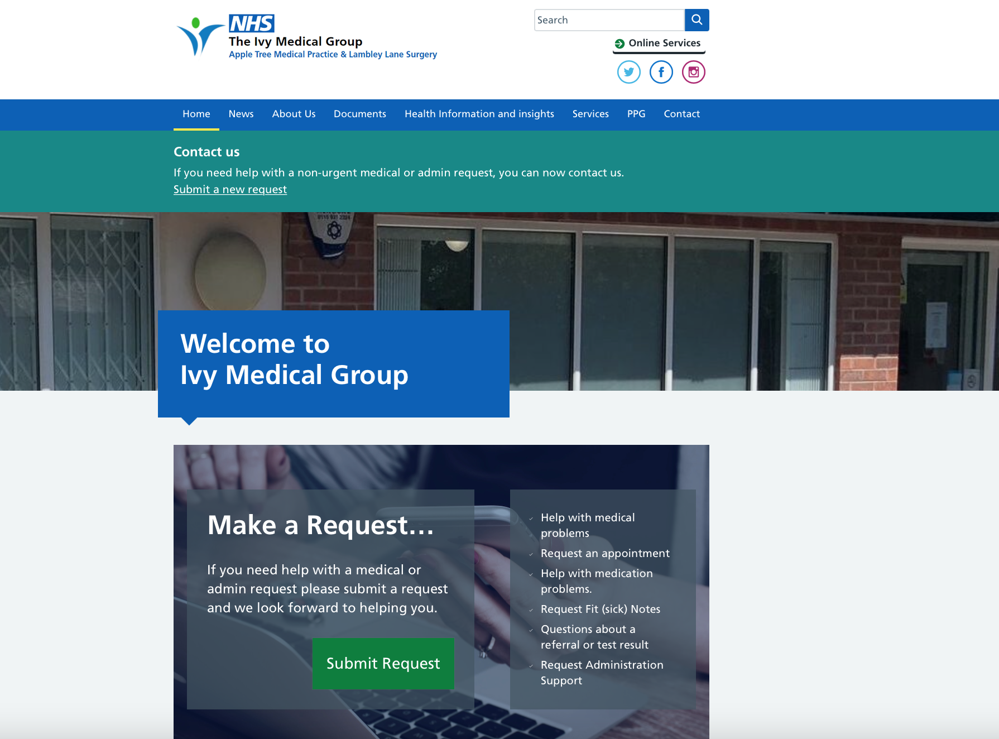 NHS
The Ivy Medical Group
Apple Tree Medical Practice & Lambley Lane Surgery
Search
Online Services
Home News About Us Documents Health Information and insights Services PPG Contact
Contact us
If you need help with a non-urgent medical or admin request, you can now contact us.
Submit a new request
0115 931 2324
Welcome to
Ivy Medical Group
Make a Request...
If you need help with a medical or
admin request please submit a request
and we look forward to helping you.
Submit Request
Help with medical
problems
Request an appointment
Help with medication
problems.
Request Fit (sick) Notes
Questions about a
referral or test result
Request Administration
Support